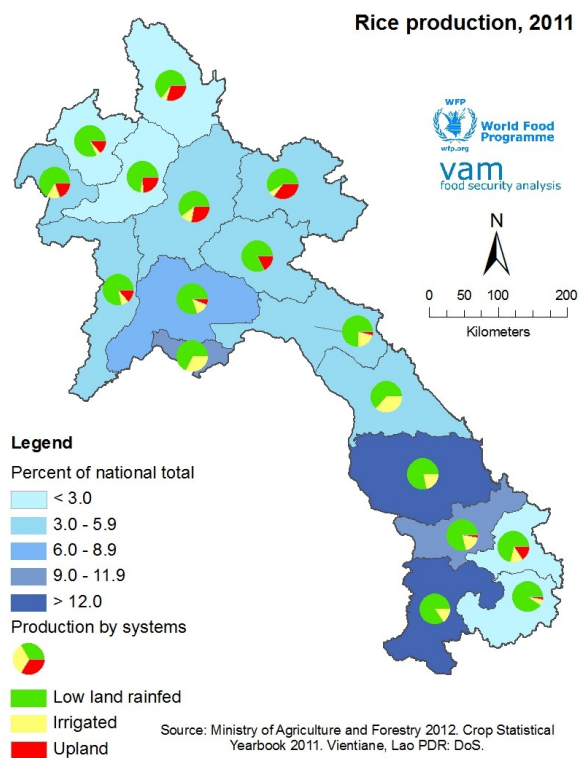 Rice production, 2011
WFP
wfp.org
World Food
Programme
vam
food security analysis
N
0 50 100 200
Kilometers
Legend
Percent of national total
< 3.0
3.0 - 5.9
6.0 - 8.9
9.0 - 11.9
> 12.0
Production by systems
Low land rainfed
Irrigated
Upland
Source: Ministry of Agriculture and Forestry 2012. Crop Statistical
Yearbook 2011. Vientiane, Lao PDR: DoS.